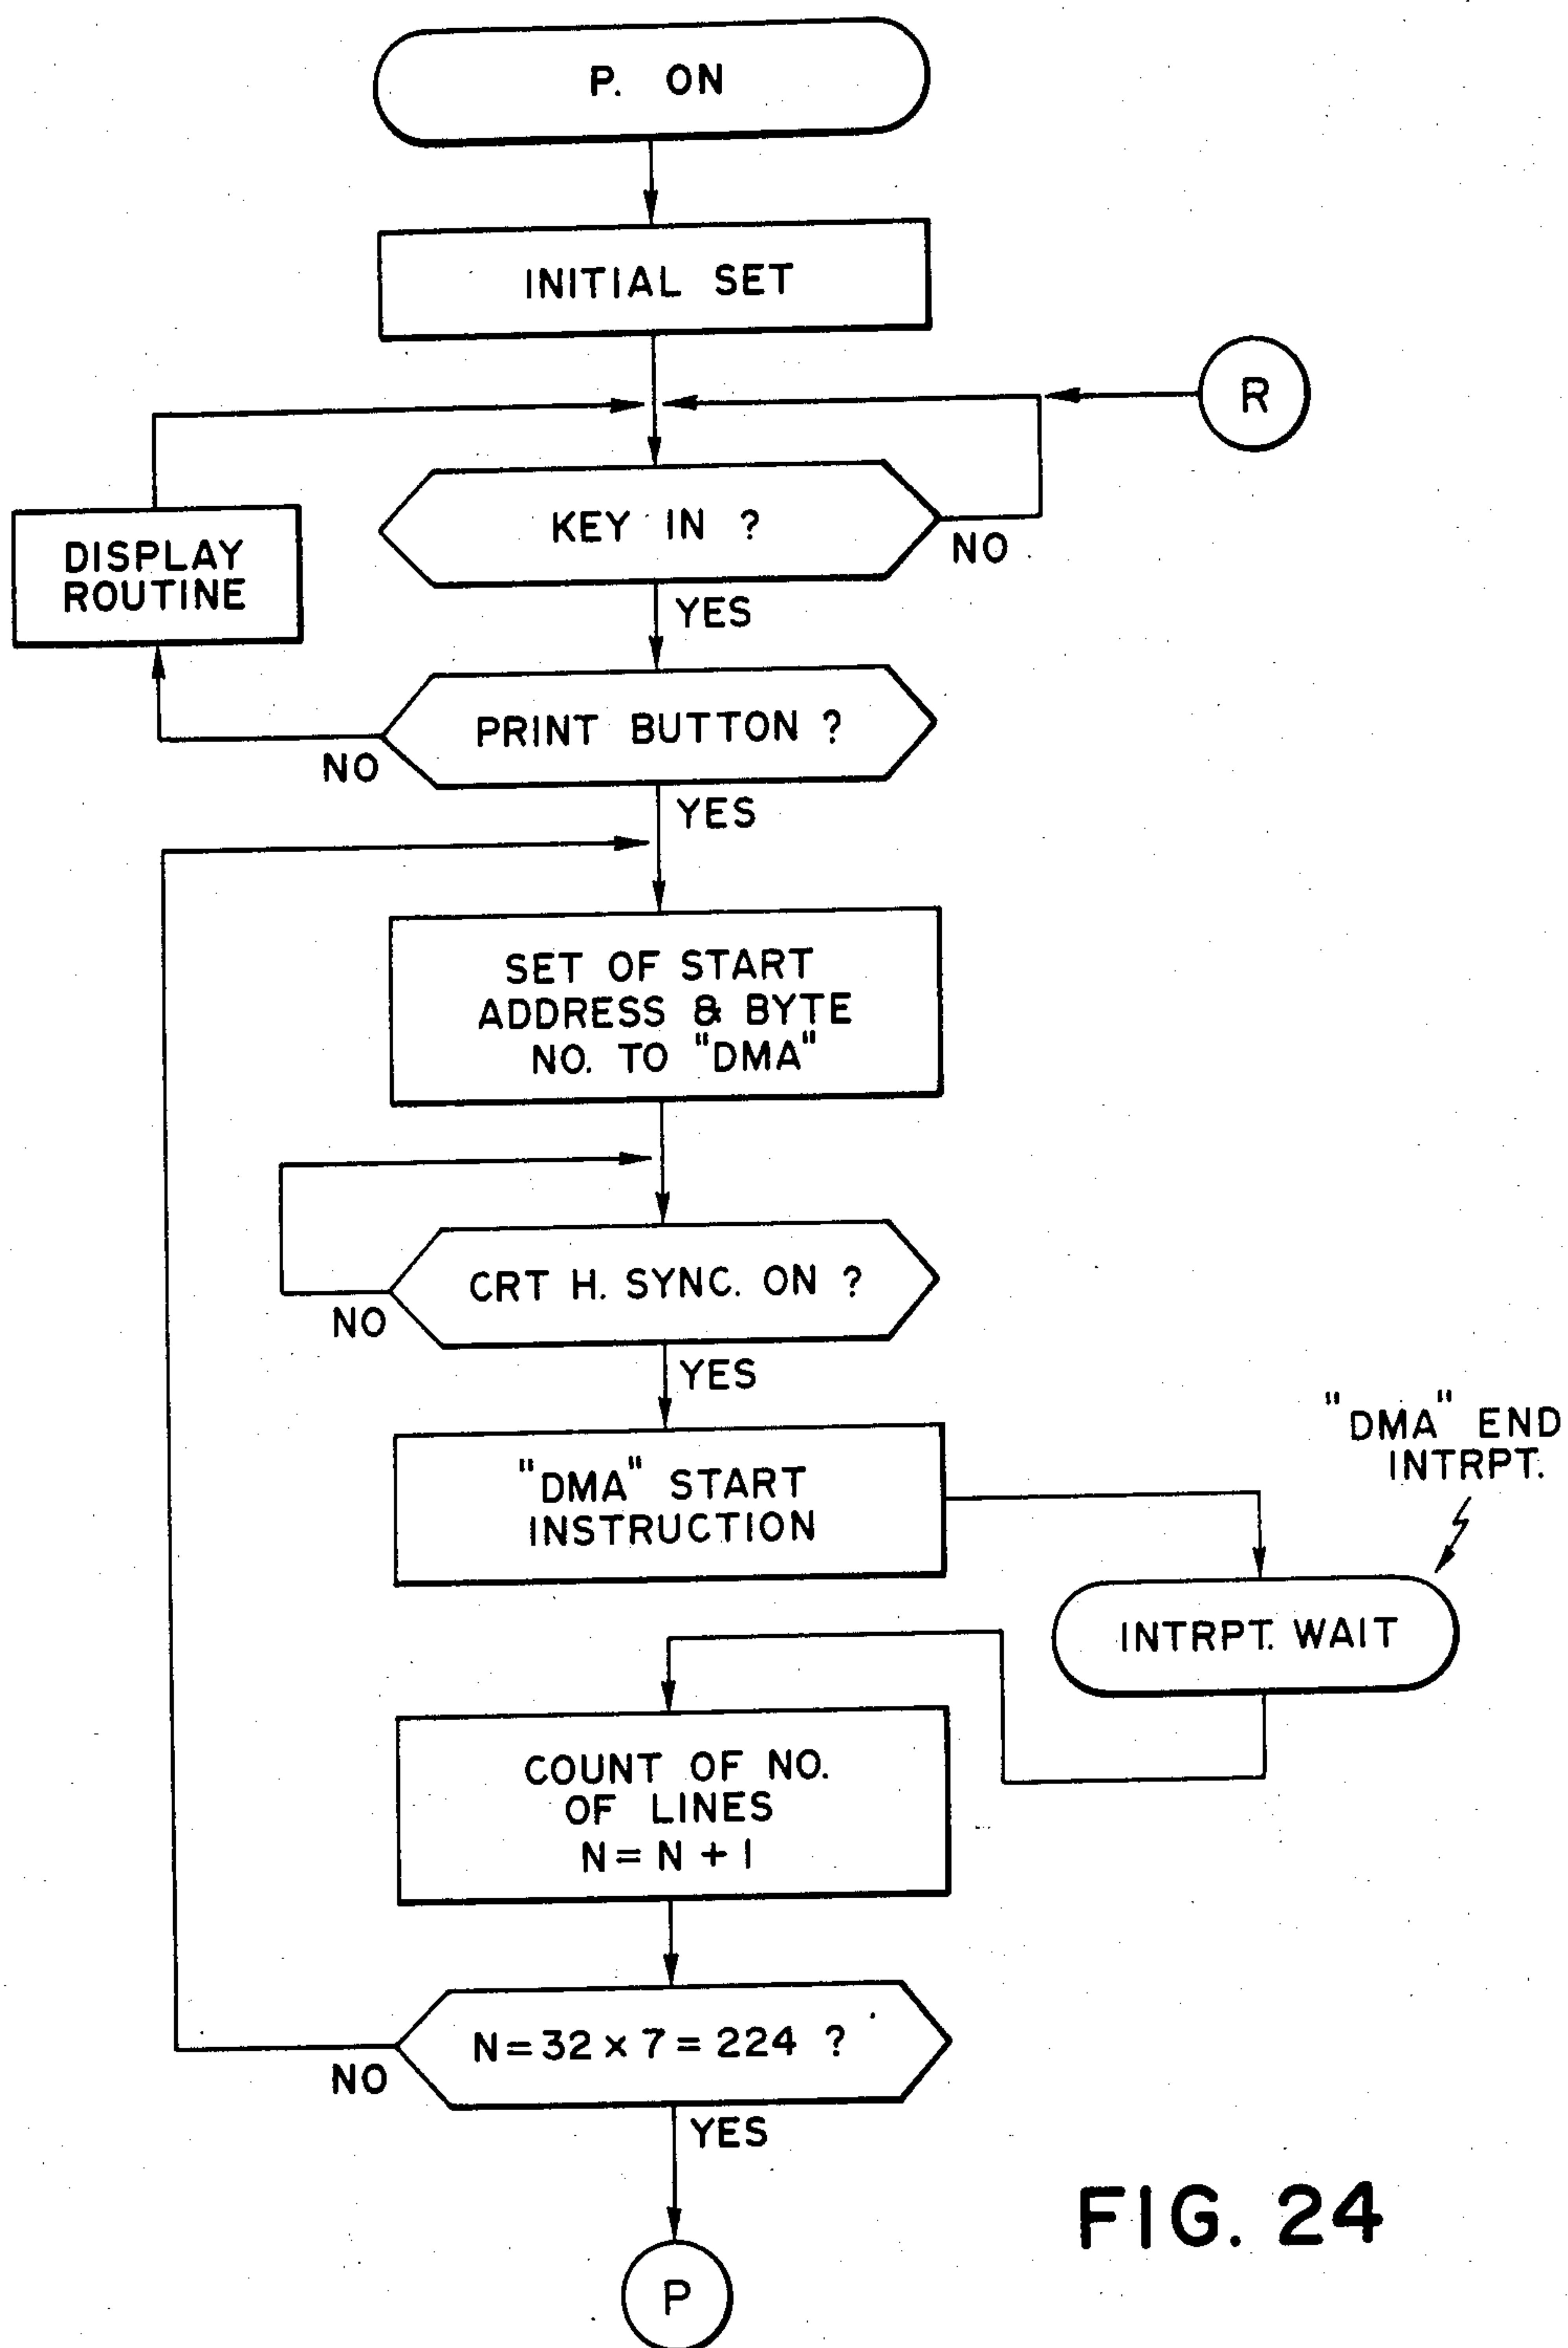 P. ON
INITIAL SET
R
KEY IN ?
NO
DISPLAY
ROUTINE
YES
PRINT BUTTON ?
NO
YES
SET OF START
ADDRESS & BYTE
NO. TO "DMA"
CRT H. SYNC. ON ?
NO
YES
"DMA" END
INTRPT.
"DMA" START
INSTRUCTION
INTRPT. WAIT
COUNT OF NO.
OF LINES
N = N + 1
N = 32 × 7 = 224 ?
NO
YES
FIG. 24
P